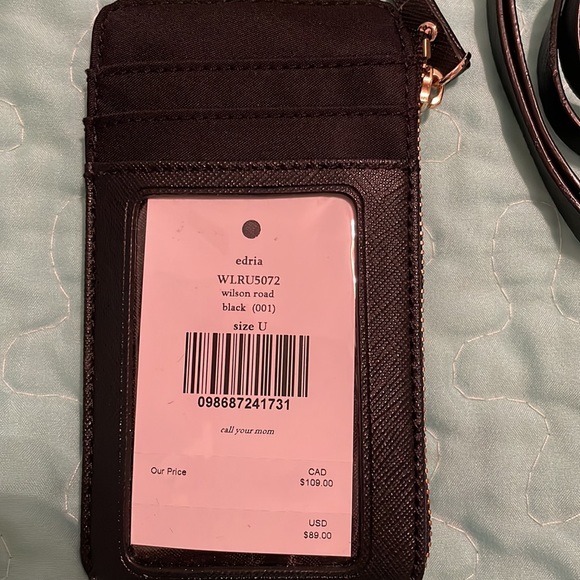 edria
WLRU5072
wilson road
black (001)
size U
098687241731
call your mom
Our Price CAD
$109.00
USD
$89.00